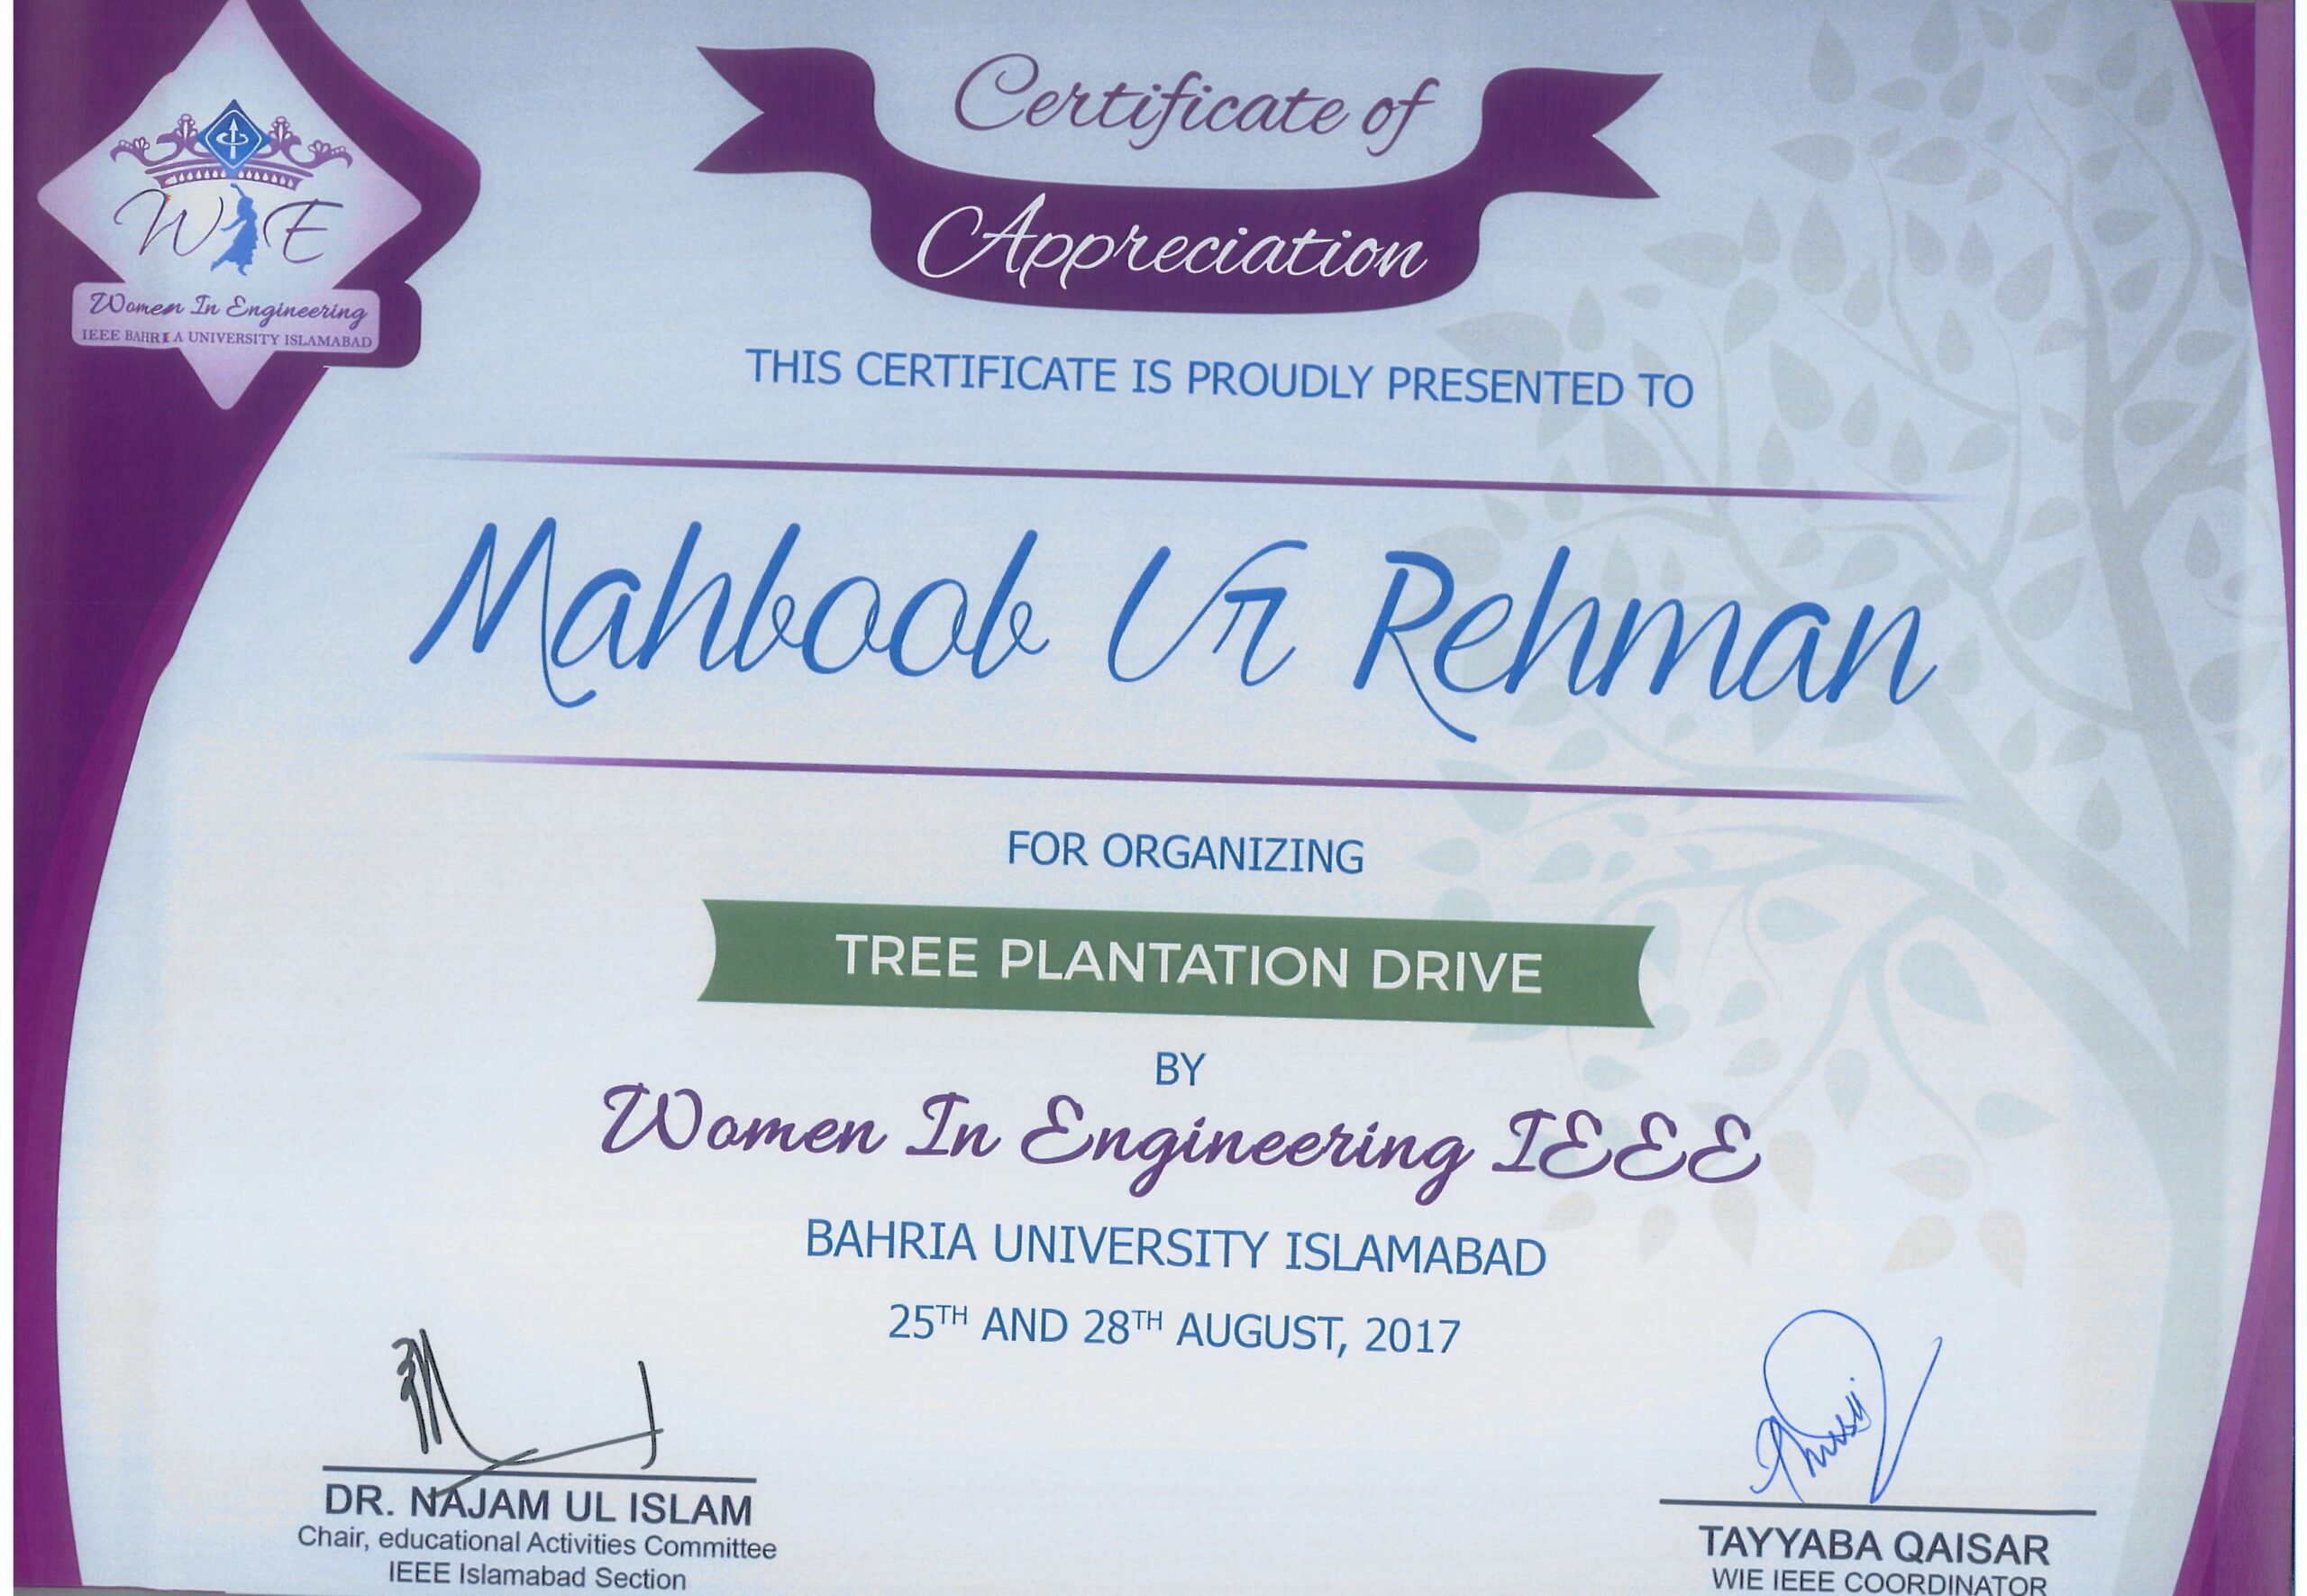 WIE
Women In Engineering
IEEE BAHRIA UNIVERSITY ISLAMABAD
Certificate of
Appreciation
THIS CERTIFICATE IS PROUDLY PRESENTED TO
Mahboob Ur Rehman
FOR ORGANIZING
TREE PLANTATION DRIVE
BY
Women In Engineering IEEE
BAHRIA UNIVERSITY ISLAMABAD
25TH AND 28TH AUGUST, 2017
DR. NAJAM UL ISLAM
Chair, educational Activities Committee
IEEE Islamabad Section
TAYYABA QAISAR
WIE IEEE COORDINATOR